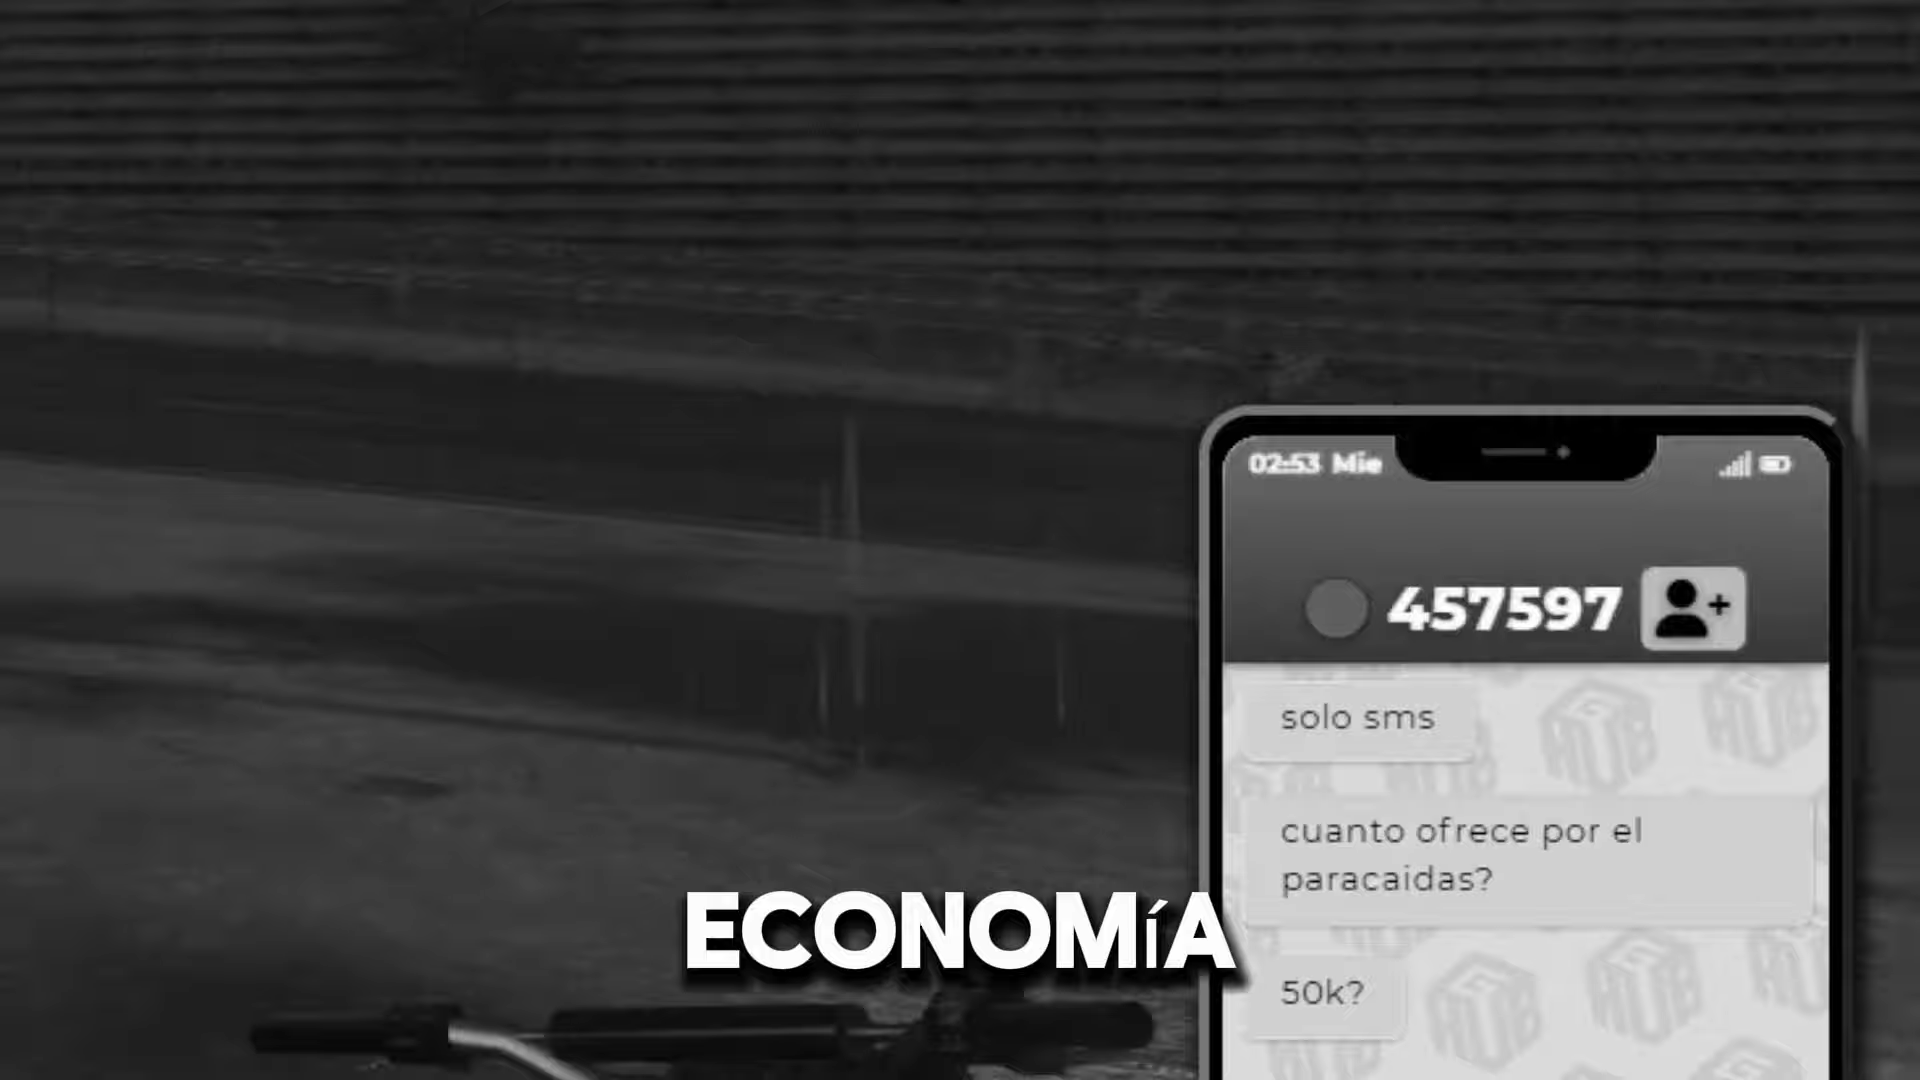 02:53 Mie
457597
solo sms
cuanto ofrece por el
paracaidas?
ECONOMíA
50k?